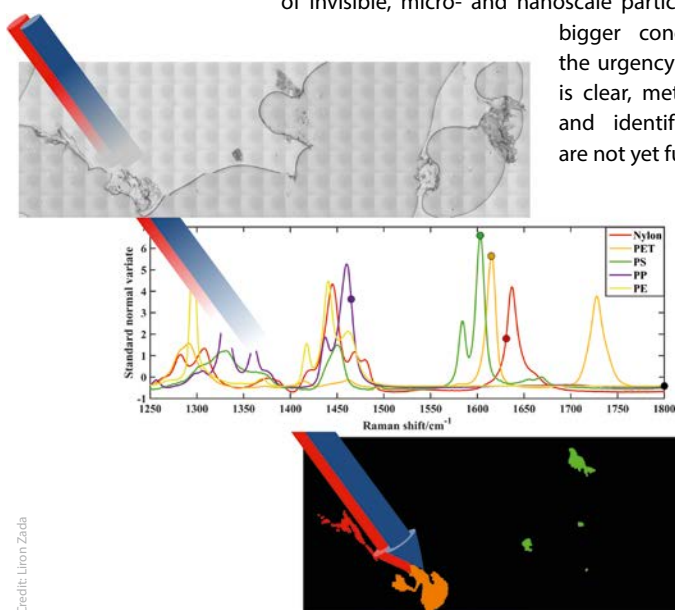 of invisible, micro- and nanoscale partic
bigger conc
the urgency
is clear, met
and identif
are not yet fu
Standard normal variate
6
5
4
3
2
1
0
-1
Nylon
PET
PS
PP
PE
1250 1300 1350 1400 1450 1500 1550 1600 1650 1700 1750 1800
Raman shift/cm-1
Credit: Liron Zada